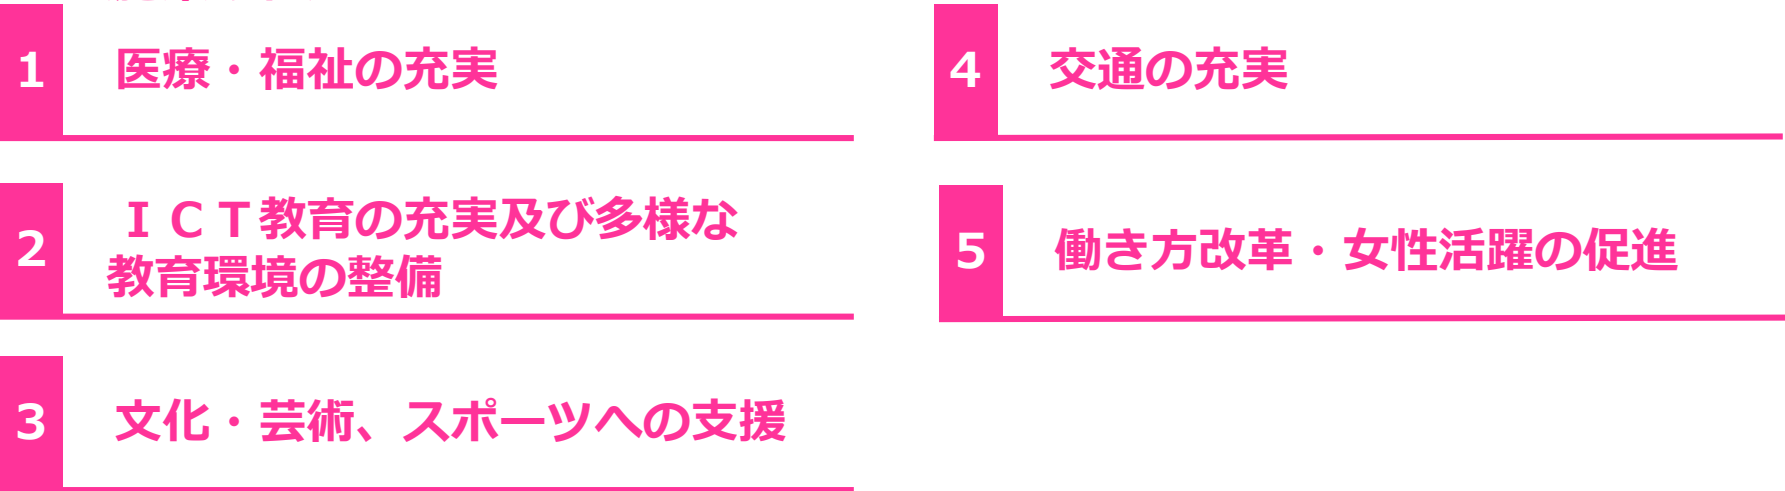 1 医療・福祉の充実
2 ＩＣＴ教育の充実及び多様な
教育環境の整備
3 文化・芸術、スポーツへの支援
4 交通の充実
5 働き方改革・女性活躍の促進